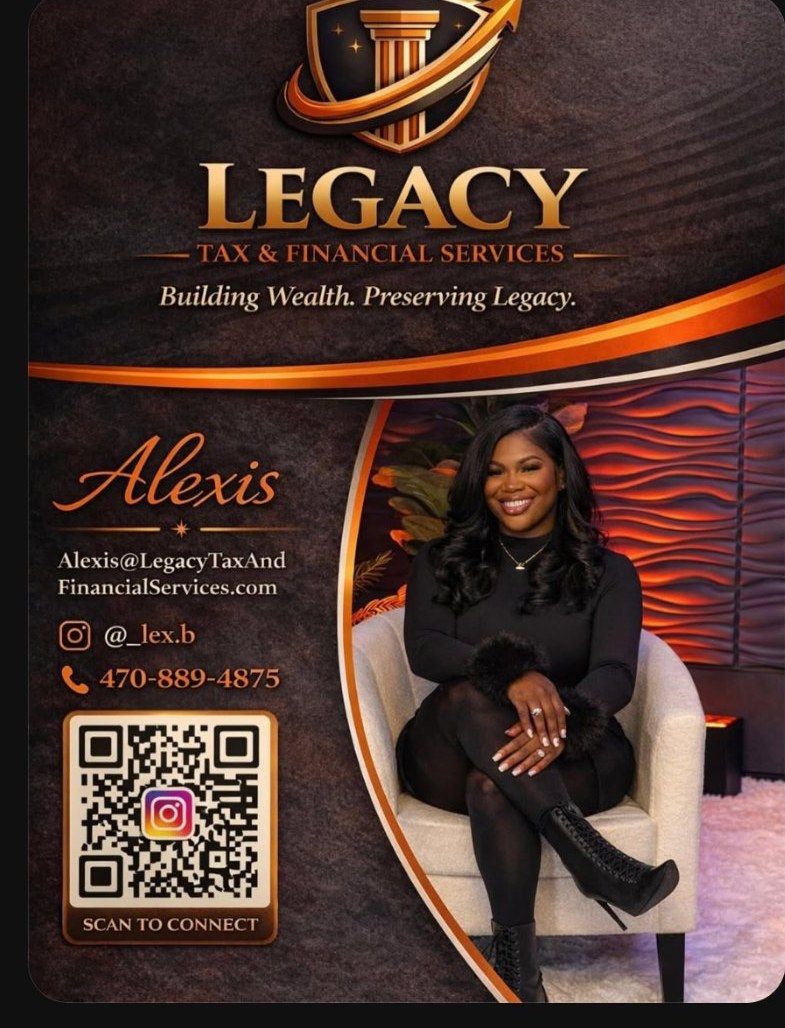 LEGACY
TAX & FINANCIAL SERVICES
Building Wealth. Preserving Legacy.
Alexis
Alexis@LegacyTaxAnd
FinancialServices.com
@_lex.b
470-889-4875
SCAN TO CONNECT